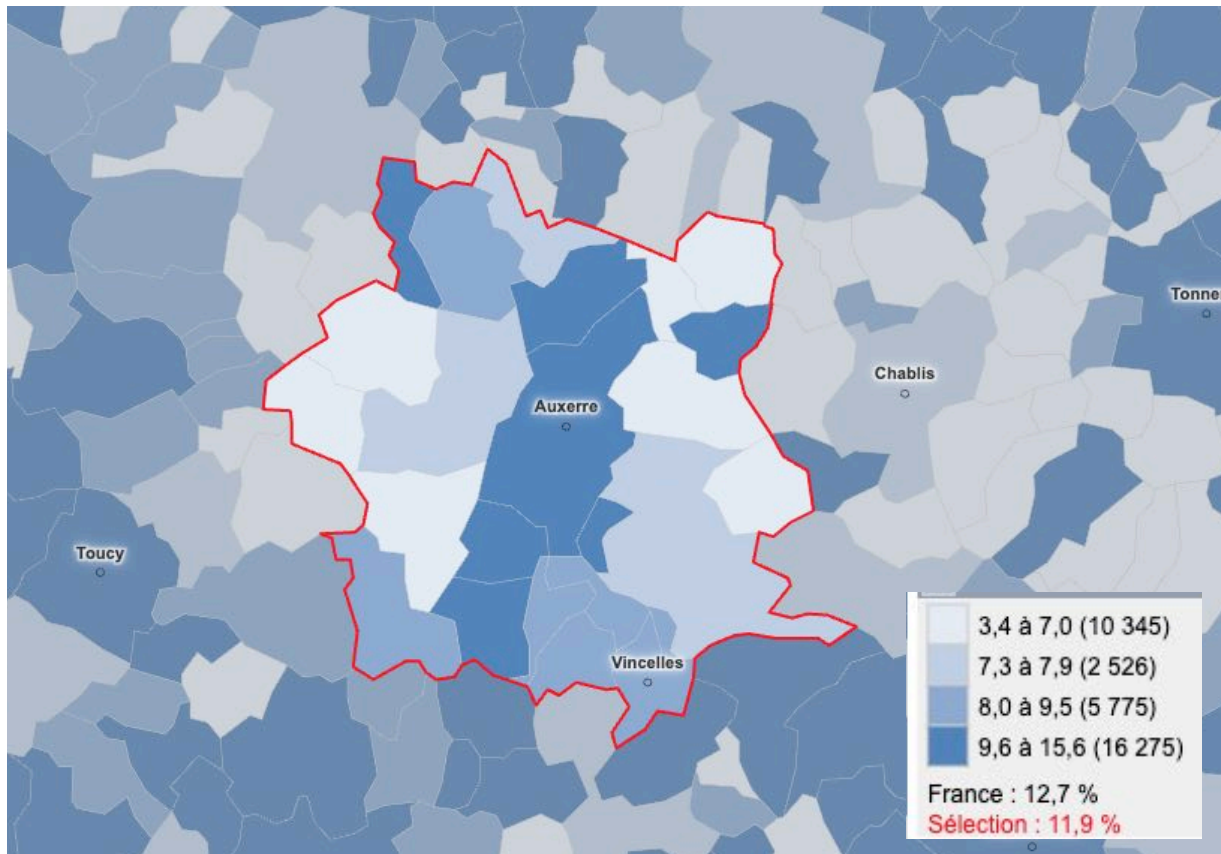 Tonne
Chablis
Auxerre
Toucy
Vincelles
3,4 à 7,0 (10 345)
7,3 à 7,9 (2 526)
8,0 à 9,5 (5 775)
9,6 à 15,6 (16 275)
France : 12,7 %
Sélection : 11,9 %